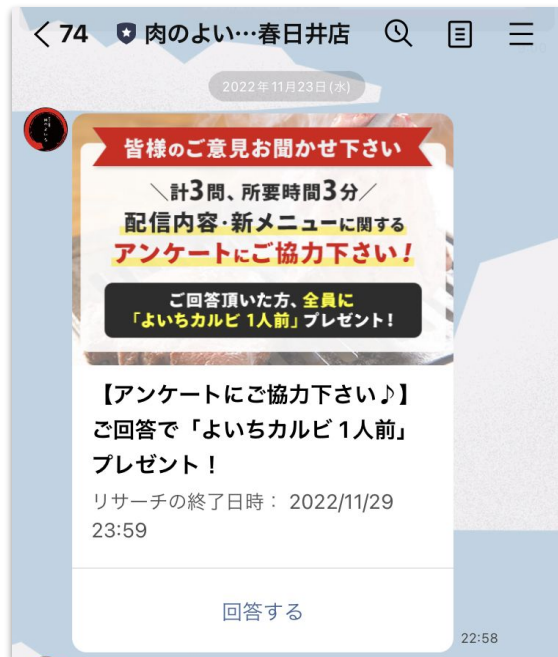 74 肉のよい…春日井店
2022年11月23日(水)
皆様のご意見お聞かせ下さい
＼計3問、所要時間3分／
配信内容・新メニューに関する
アンケートにご協力下さい!
ご回答頂いた方、全員に
「よいちカルビ 1人前」プレゼント!
【アンケートにご協力下さい♪】
ご回答で「よいちカルビ 1人前」
プレゼント！
リサーチの終了日時： 2022/11/29
23:59
回答する
22:58